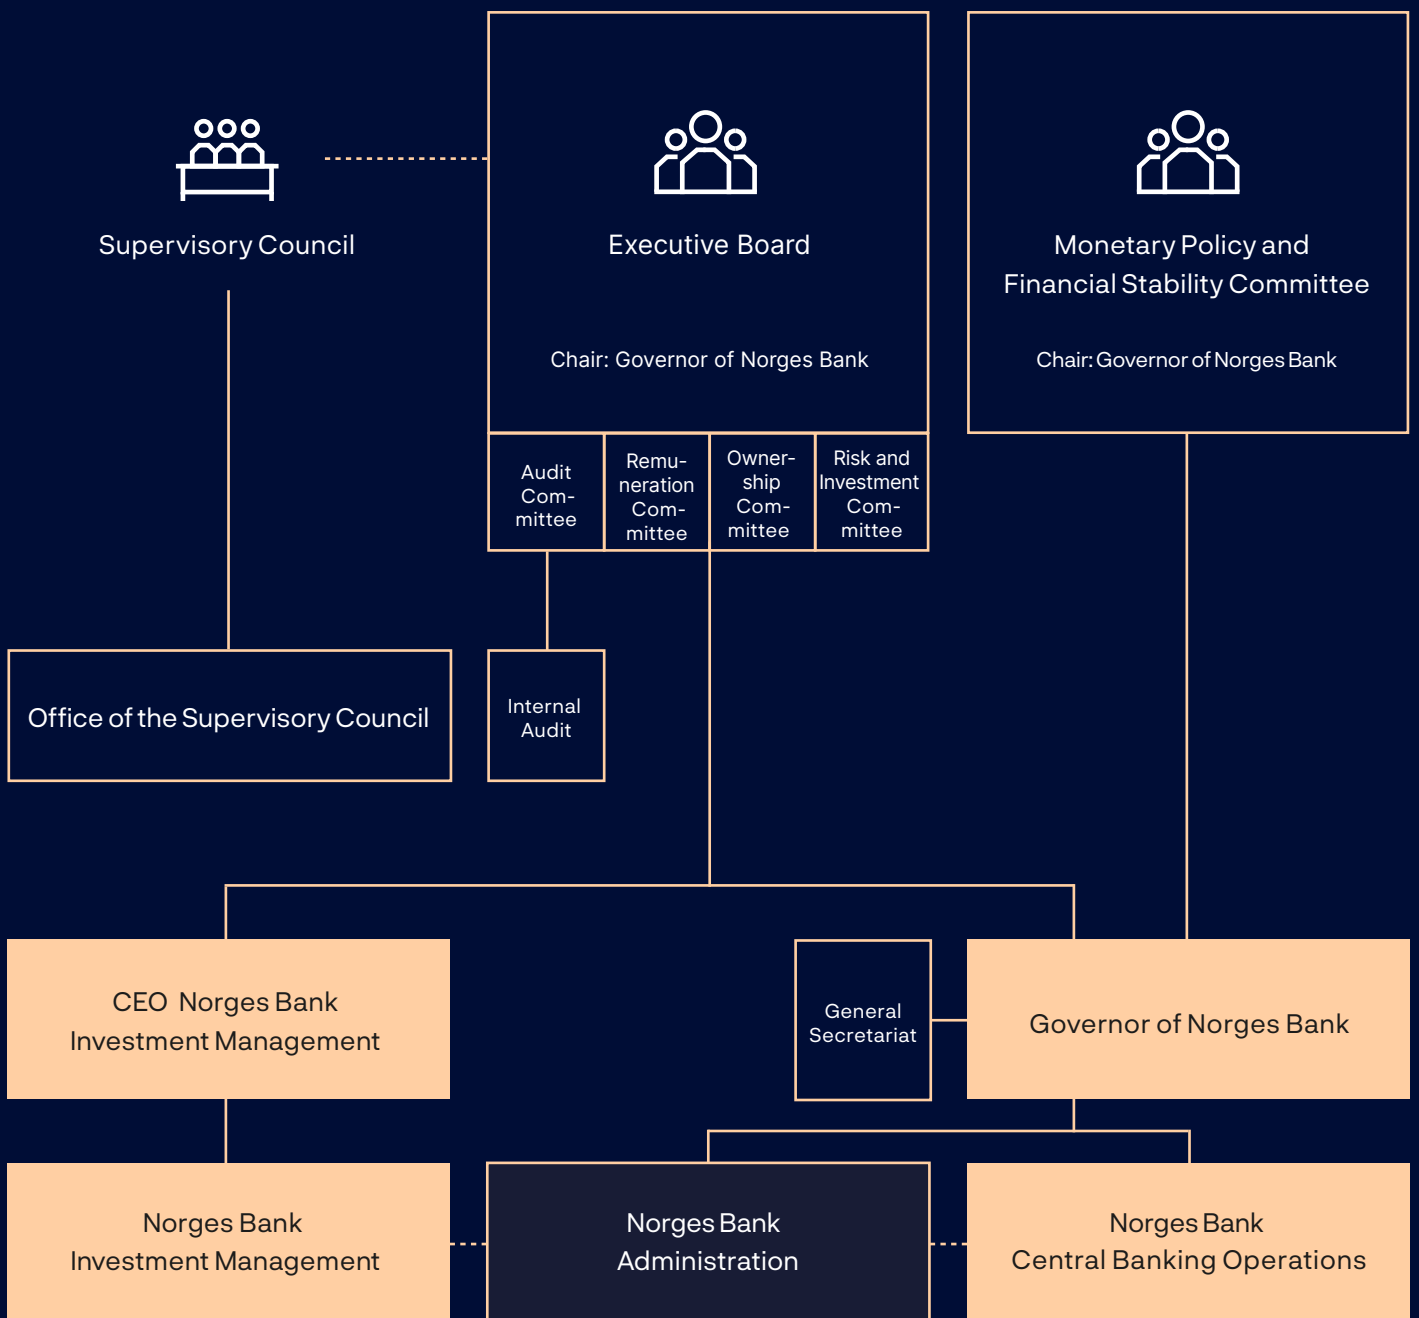 Supervisory Council
Executive Board
Monetary Policy and
Financial Stability Committee
Chair: Governor of Norges Bank
Chair: Governor of Norges Bank
Audit
Com-
mittee
Remu-
neration
Com-
mittee
Owner-
ship
Com-
mittee
Risk and
Investment
Com-
mittee
Office of the Supervisory Council
Internal
Audit
CEO Norges Bank
Investment Management
General
Secretariat
Governor of Norges Bank
Norges Bank
Investment Management
Norges Bank
Administration
Norges Bank
Central Banking Operations